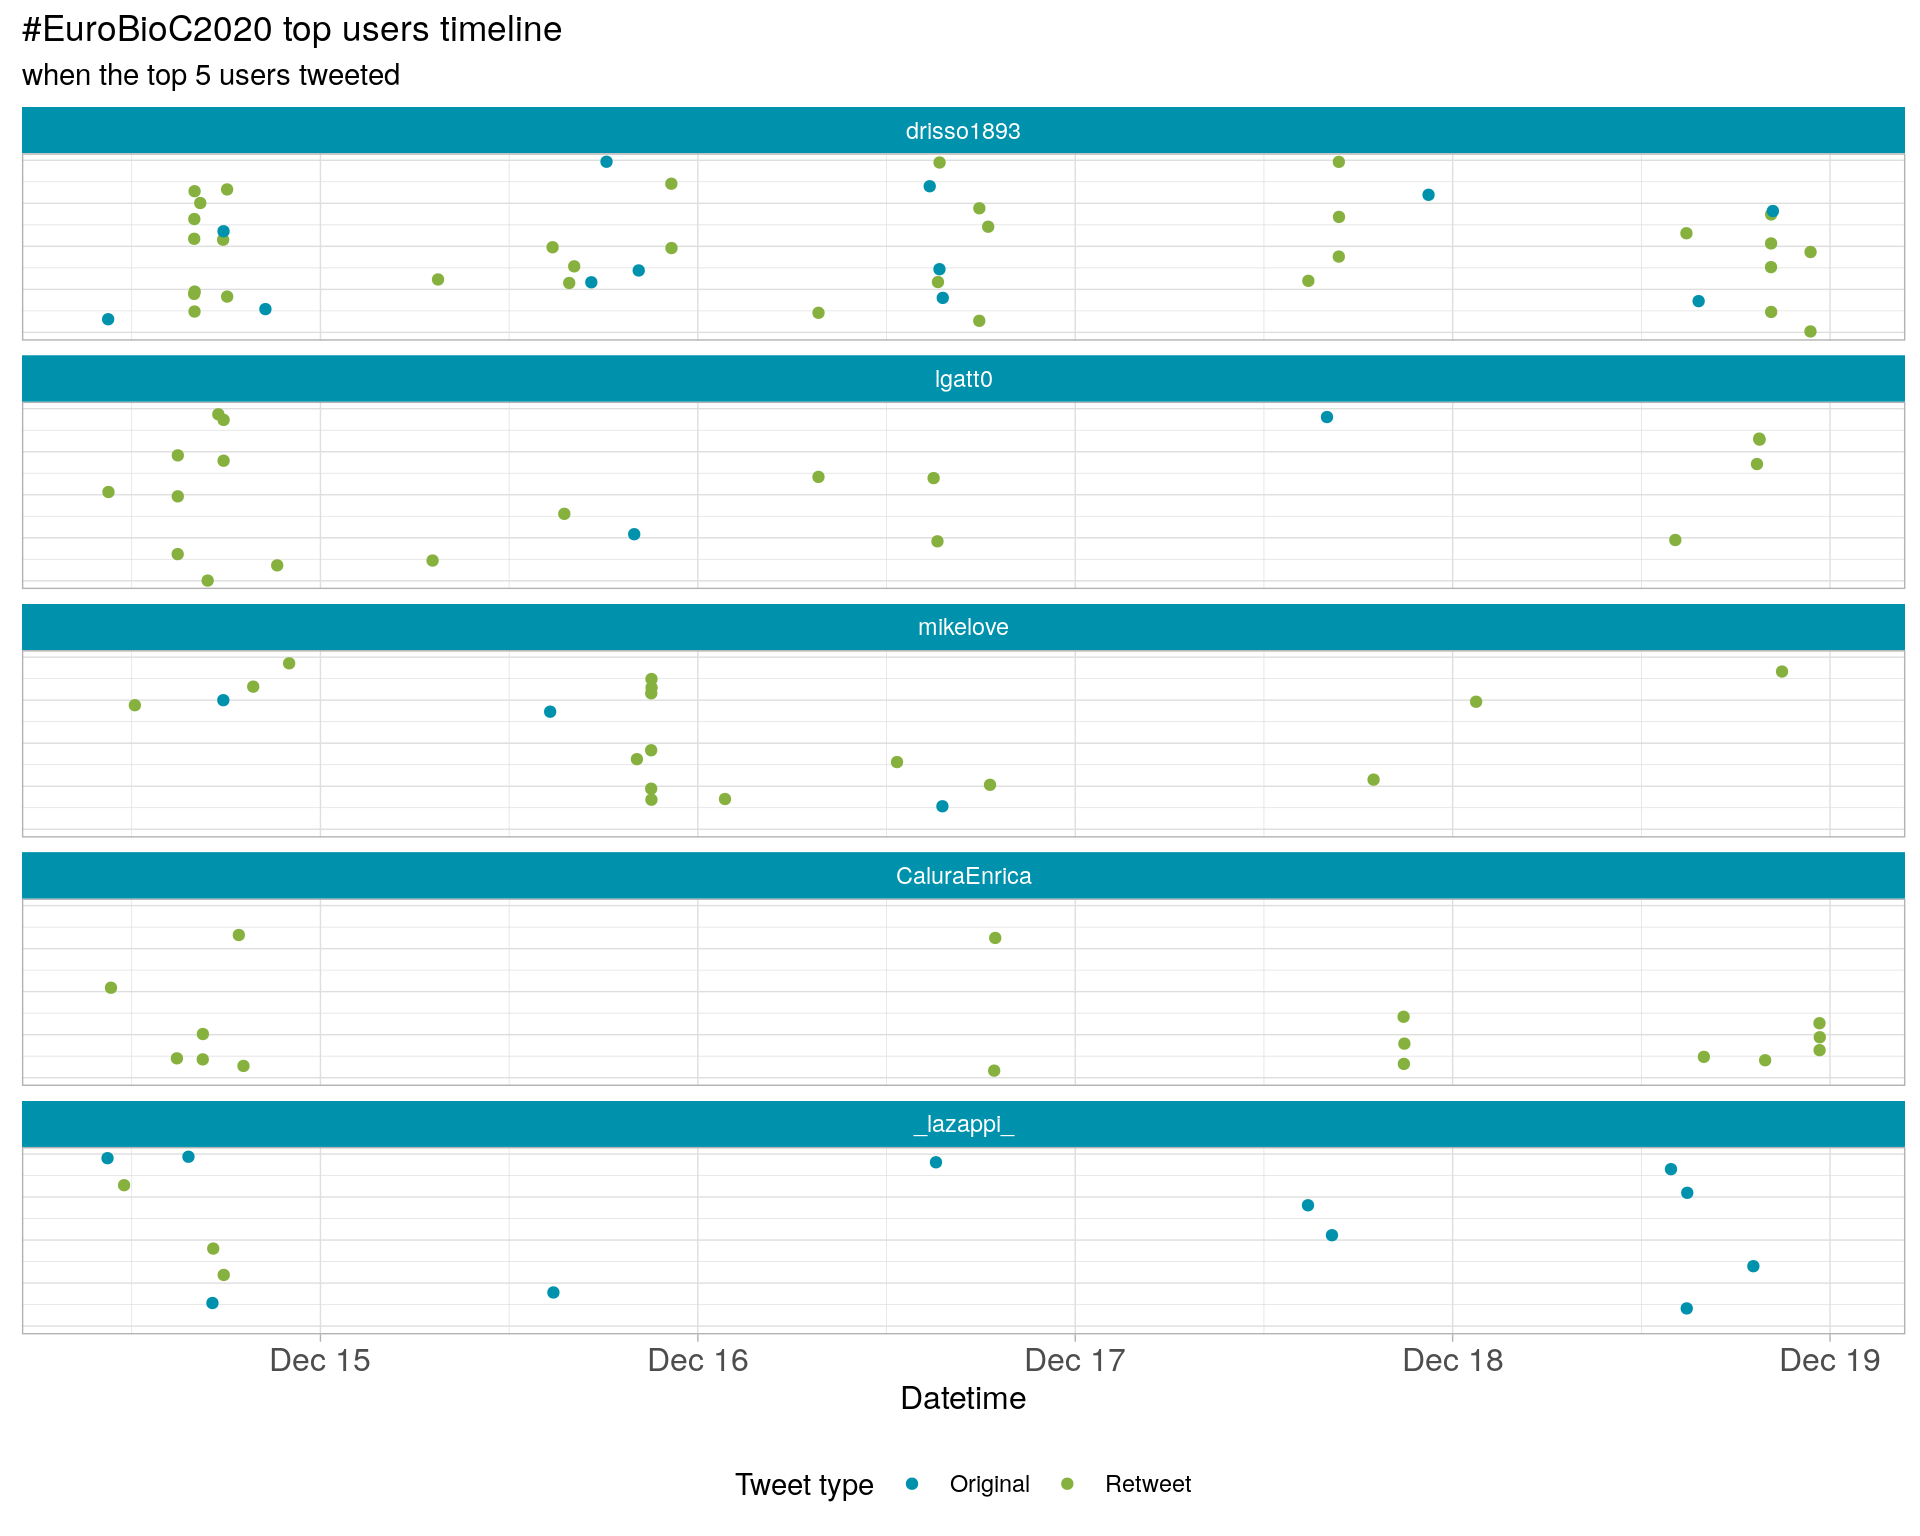 #EuroBioC2020 top users timeline
when the top 5 users tweeted
drisso1893
lgatt0
mikelove
CaluraEnrica
_lazappi_
Dec 15 Dec 16 Dec 17 Dec 18 Dec 19
Datetime
Tweet type Original Retweet